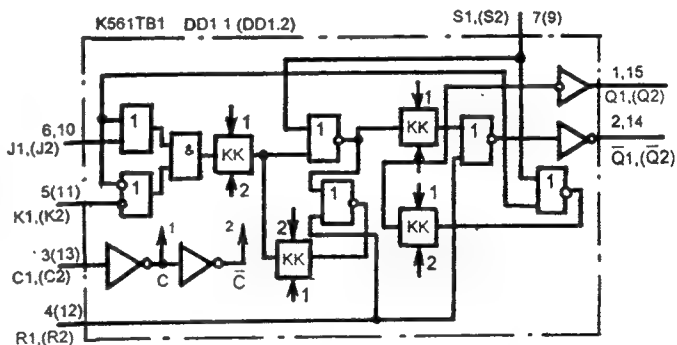 К561ТВ1 DD1 1 (DD1.2)
S1,(S2) 7(9)
1,15
Q1,(Q2)
6,10
J1,(J2)
1
&
1
KK
2
1
1
KK
1
2,14
Q̅1,(Q̅2)
5(11)
K1,(K2)
1
1
1
KK
2
1
3(13)
C1,(C2)
1
C
2
C̅
2
KK
1
4(12)
R1,(R2)